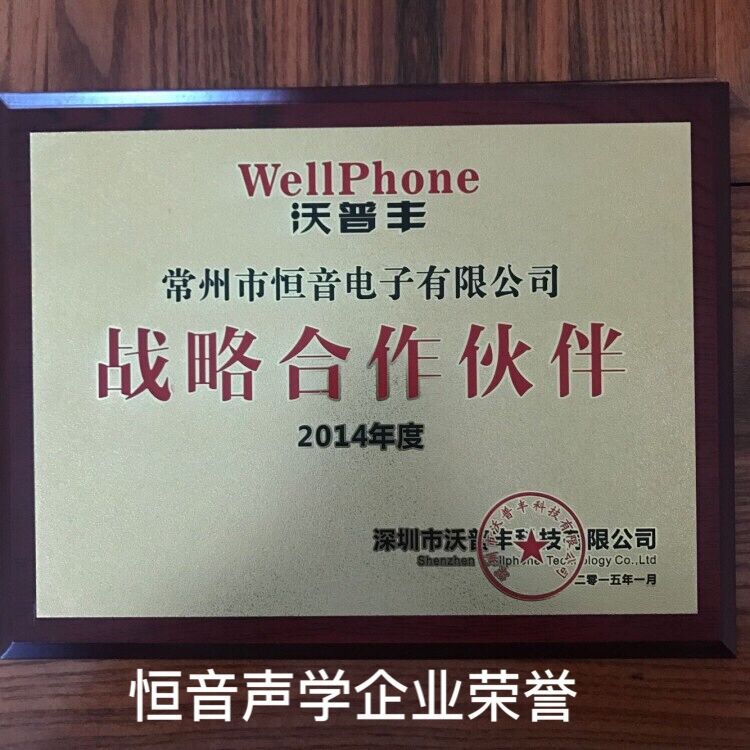 WellPhone
沃普丰
常州市恒音电子有限公司
战略合作伙伴
2014年度
深圳市沃普丰科技有限公司
Shenzhen Wellphone Technology Co.,Ltd
二零一五年一月
恒音声学企业荣誉